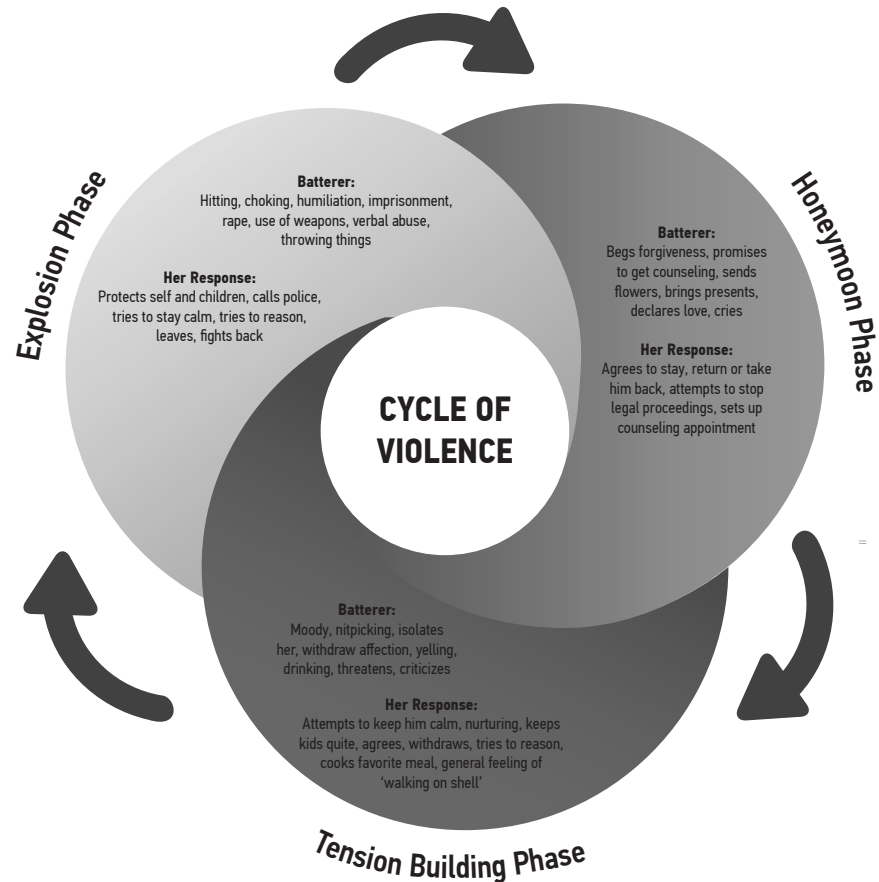 Explosion Phase
Batterer:
Hitting, choking, humiliation, imprisonment,
rape, use of weapons, verbal abuse,
throwing things
Her Response:
Protects self and children, calls police,
tries to stay calm, tries to reason,
leaves, fights back
Honeymoon Phase
Batterer:
Begs forgiveness, promises
to get counseling, sends
flowers, brings presents,
declares love, cries
Her Response:
Agrees to stay, return or take
him back, attempts to stop
legal proceedings, sets up
counseling appointment
CYCLE OF
VIOLENCE
=
Batterer:
Moody, nitpicking, isolates
her, withdraw affection, yelling,
drinking, threatens, criticizes
Her Response:
Attempts to keep him calm, nurturing, keeps
kids quite, agrees, withdraws, tries to reason,
cooks favorite meal, general feeling of
‘walking on shell’
Tension Building Phase